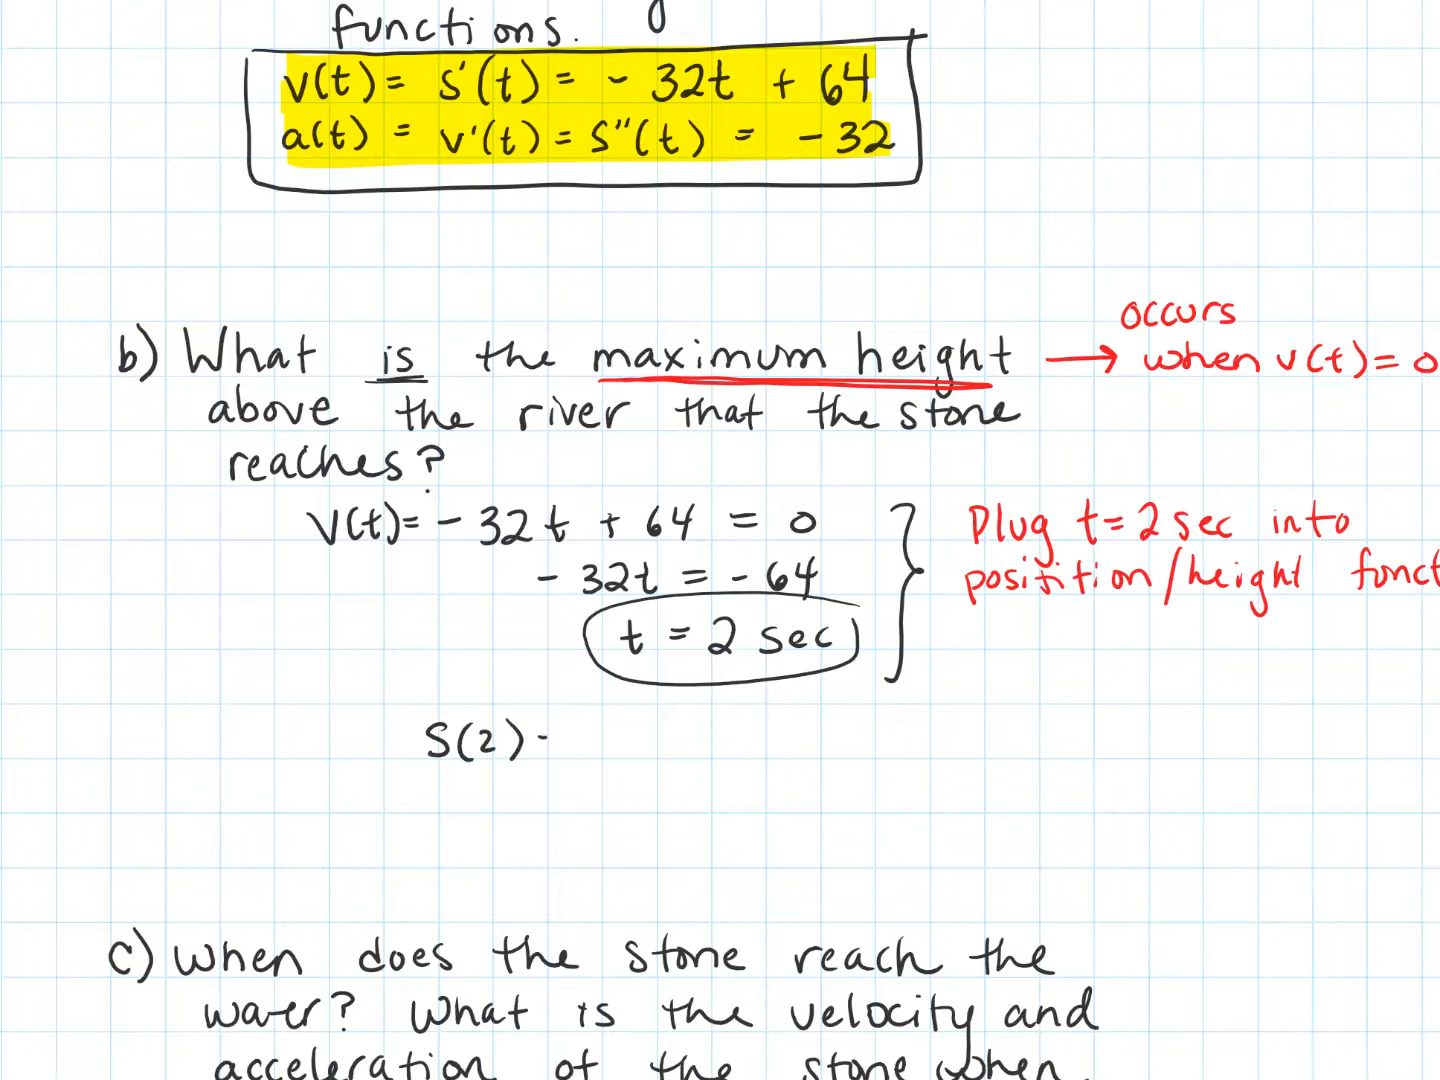 functions.
v(t) = s'(t) = - 32t + 64
a(t) = v'(t) = s"(t) = - 32
occurs
b) What is the maximum height → when v(t) = 0
above the river that the stone
reaches?
v(t) = - 32t + 64 = 0
Plug t = 2 sec into
- 32t = - 64
positition/height funct
t = 2 sec
S(2) -
c) When does the stone reach the
water? What is the velocity and
acceleration of the stone when